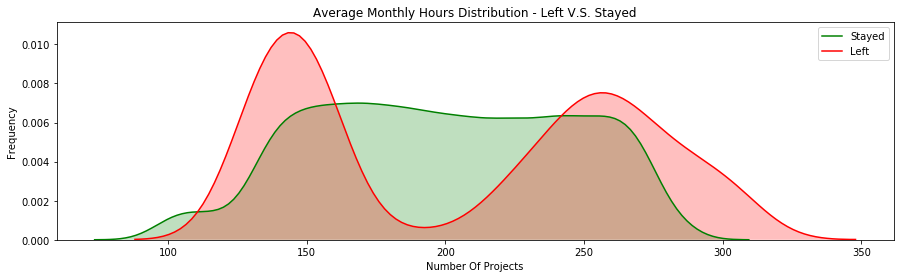 Average Monthly Hours Distribution - Left V.S. Stayed
Stayed
Left
Frequency
0.010
0.008
0.006
0.004
0.002
0.000
100 150 200 250 300 350
Number Of Projects